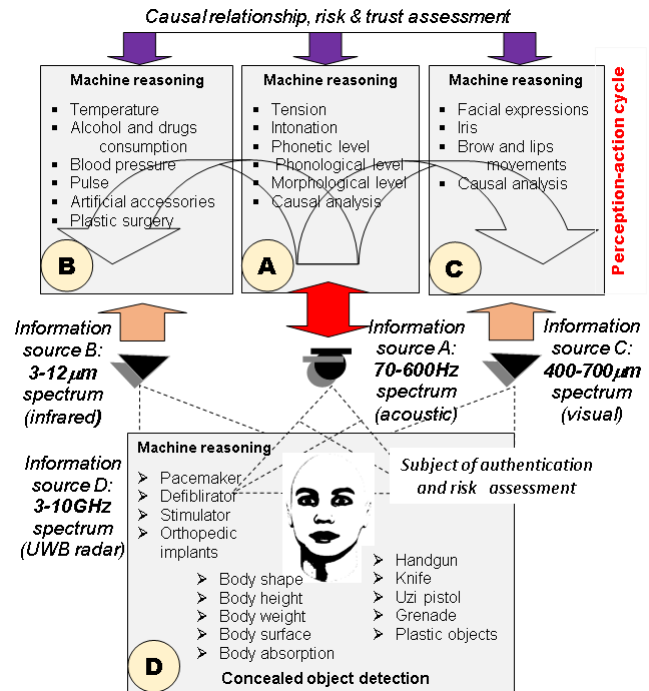 Causal relationship, risk & trust assessment
Machine reasoning
▪ Temperature
▪ Alcohol and drugs
consumption
▪ Blood pressure
▪ Pulse
▪ Artificial accessories
▪ Plastic surgery
B
Machine reasoning
▪ Tension
▪ Intonation
▪ Phonetic level
▪ Phonological level
▪ Morphological level
▪ Causal analysis
A
Machine reasoning
▪ Facial expressions
▪ Iris
▪ Brow and lips
movements
▪ Causal analysis
C
Perception-action cycle
Information
source B:
3-12μm
spectrum
(infrared)
Information
source A:
70-600Hz
spectrum
(acoustic)
Information
source C:
400-700μm
spectrum
(visual)
Information
source D:
3-10GHz
spectrum
(UWB radar)
Machine reasoning
➢ Pacemaker
➢ Defiblirator
➢ Stimulator
➢ Orthopedic
implants
Subject of authentication
and risk assessment
➢ Body shape
➢ Body height
➢ Body weight
➢ Body surface
➢ Body absorption
➢ Handgun
➢ Knife
➢ Uzi pistol
➢ Grenade
➢ Plastic objects
D
Concealed object detection